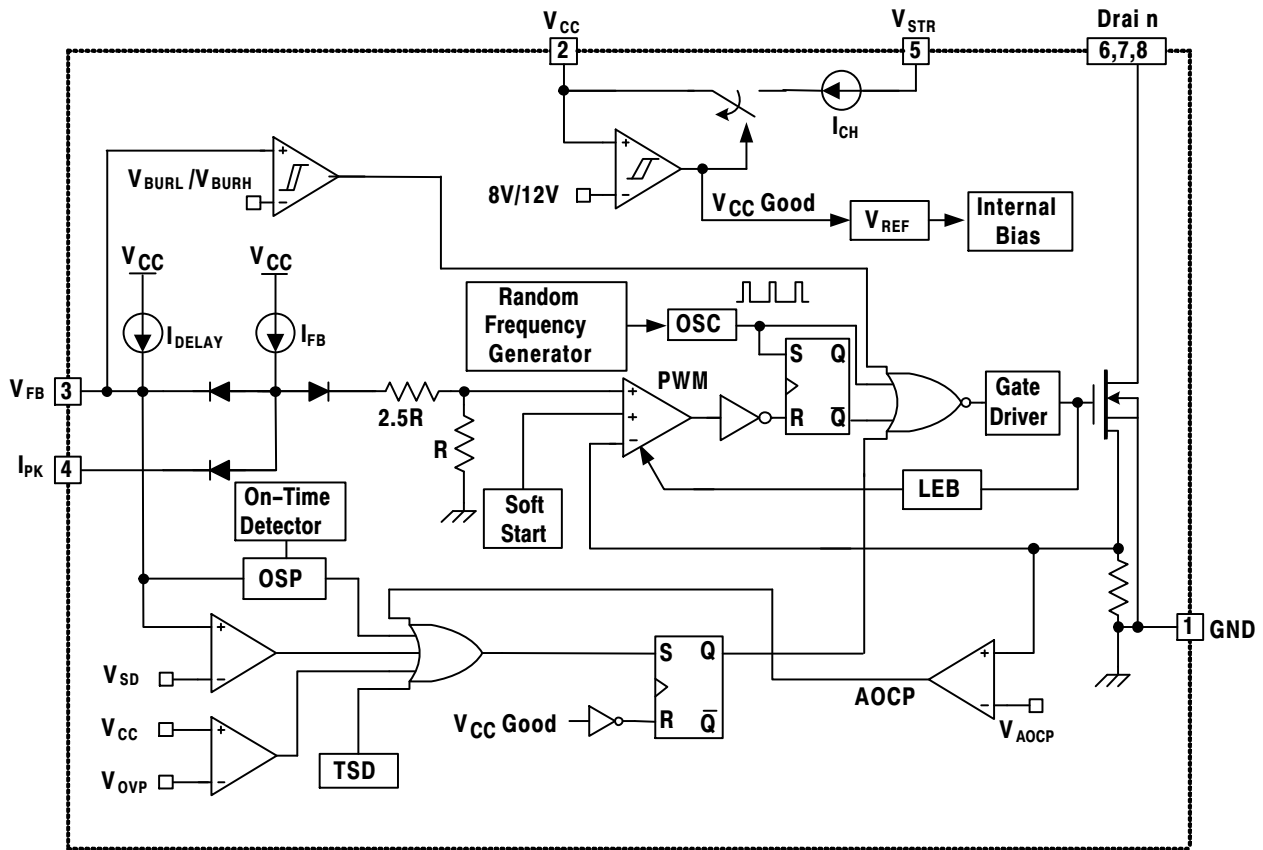 VCC
VSTR
Drai n
2
5
6,7,8
ICH
+
−
VBURL /VBURH
+
−
8V/12V
VCC Good
VREF
Internal
Bias
VCC
VCC
IDELAY
IFB
Random
Frequency
Generator
OSC
VFB 3
2.5R
R
PWM
+
+
−
S Q
R Q̅
Gate
Driver
IPK 4
LEB
On−Time
Detector
Soft
Start
OSP
1 GND
+
−
VSD
S Q
R Q̅
+
−
AOCP
VAOCP
VCC
+
−
VOVP
TSD
VCC Good